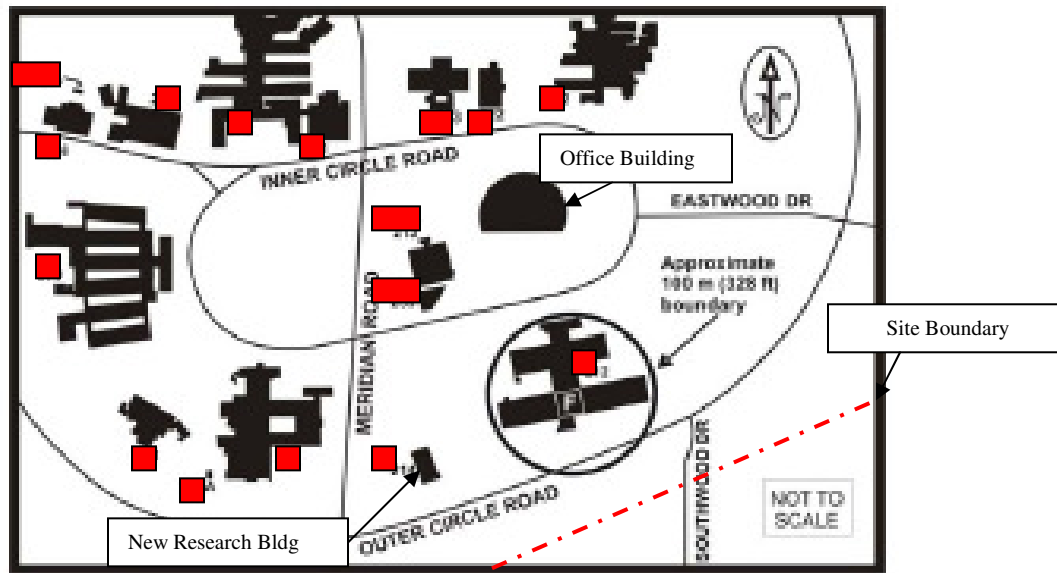 Office Building
INNER CIRCLE ROAD
EASTWOOD DR
Approximate
100 m (328 ft)
boundary
Site Boundary
MERIDIAN ROAD
F
SOUTHWOOD DR
NOT TO
SCALE
OUTER CIRCLE ROAD
New Research Bldg